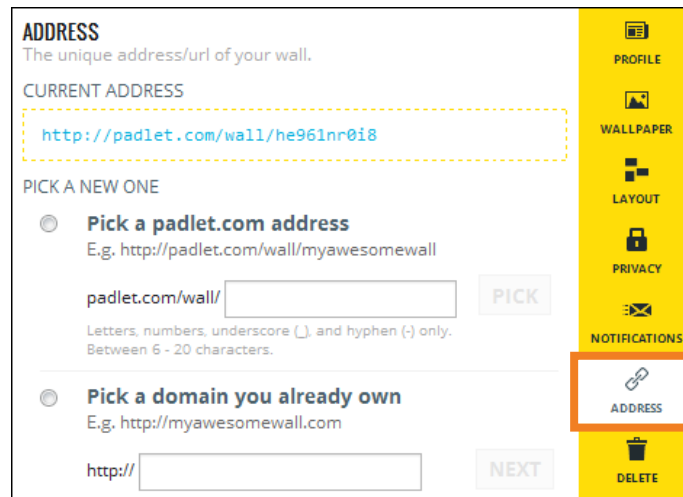 ADDRESS
The unique address/url of your wall.
CURRENT ADDRESS
http://padlet.com/wall/he961nr0i8
PICK A NEW ONE
Pick a padlet.com address
E.g. http://padlet.com/wall/myawesomewall
padlet.com/wall/
PICK
Letters, numbers, underscore (_), and hyphen (-) only.
Between 6 - 20 characters.
Pick a domain you already own
E.g. http://myawesomewall.com
http://
NEXT
PROFILE
WALLPAPER
LAYOUT
PRIVACY
NOTIFICATIONS
ADDRESS
DELETE